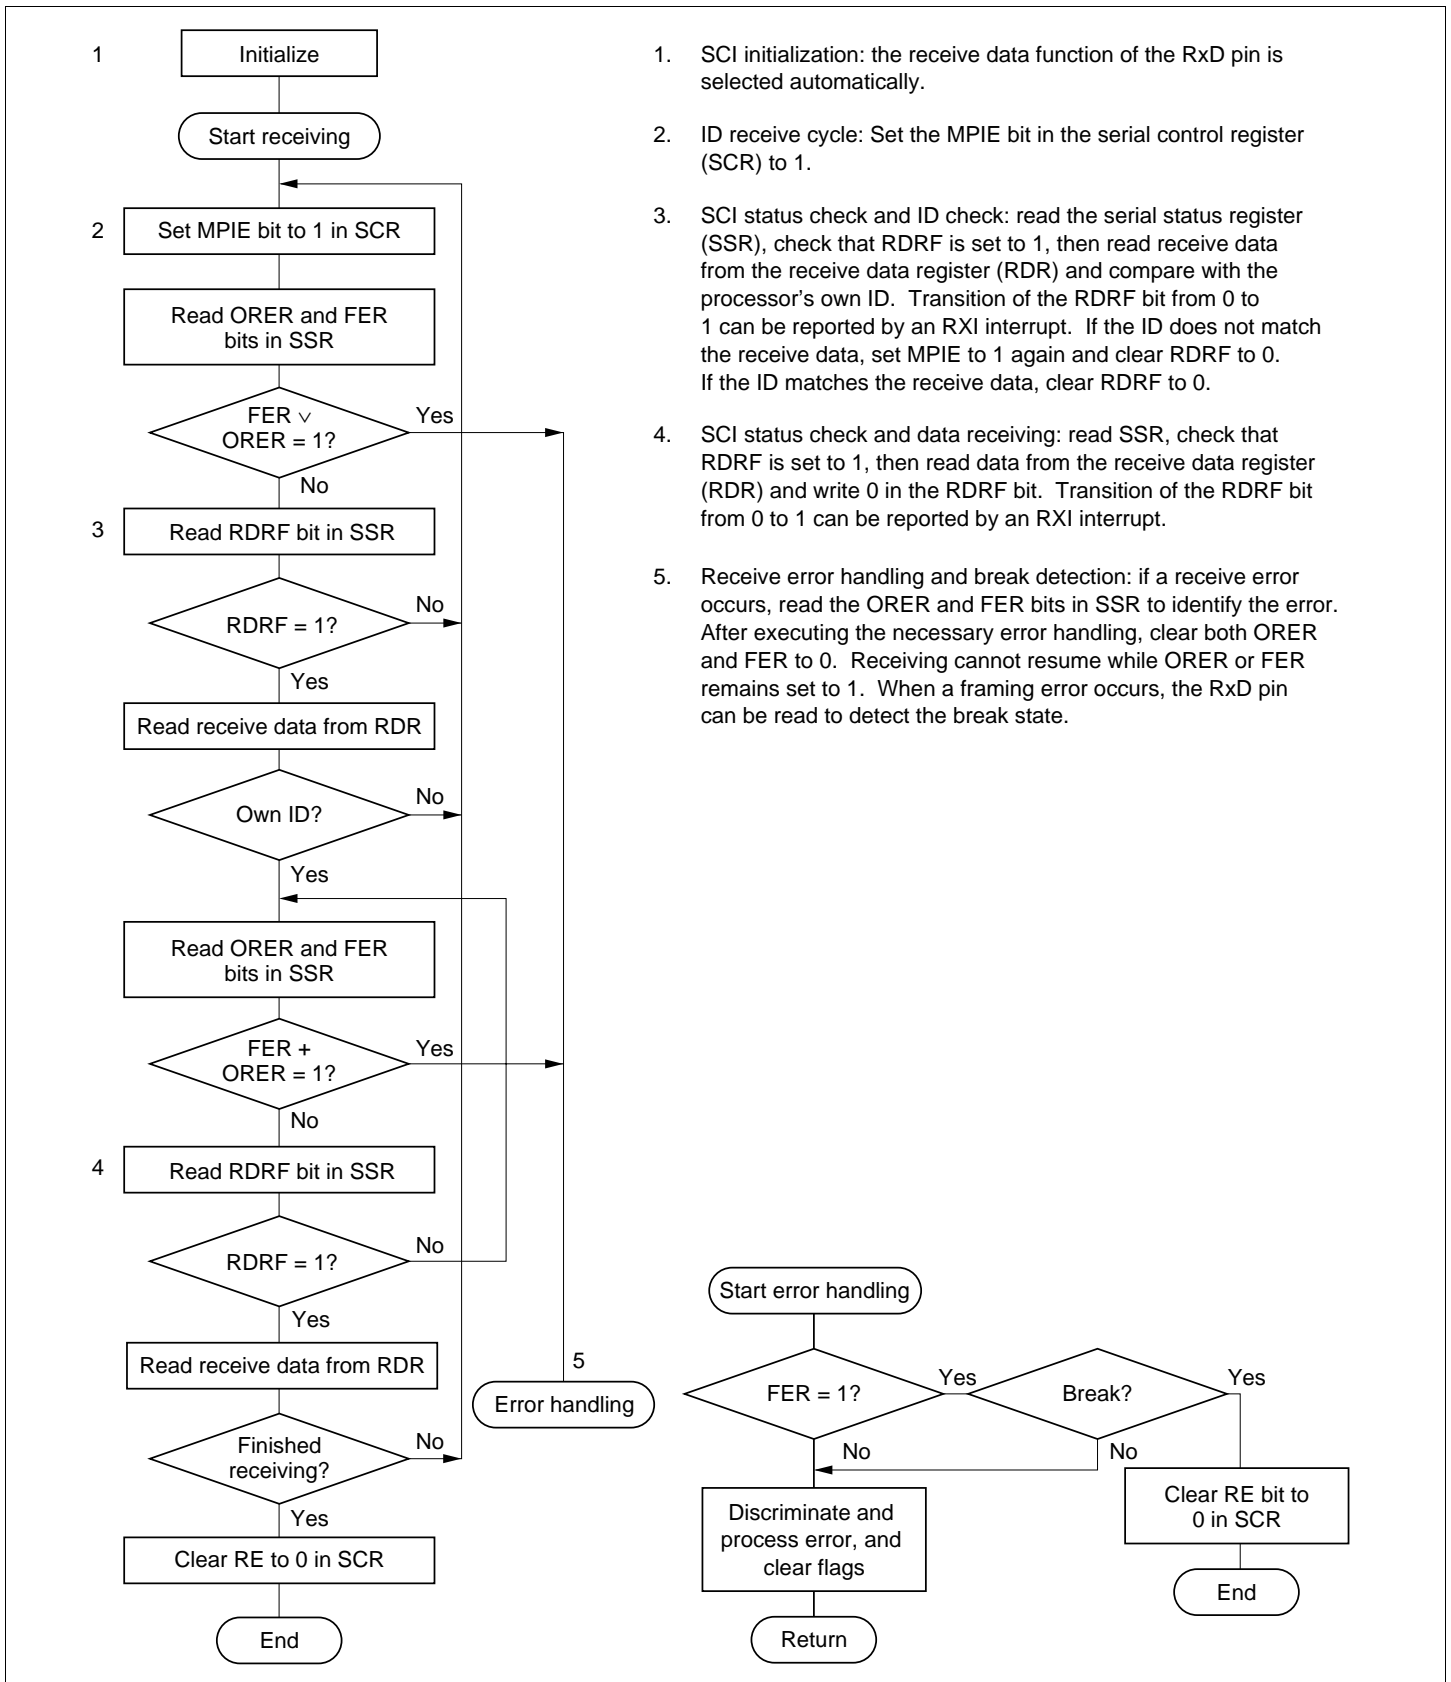 1
Initialize
Start receiving
2
Set MPIE bit to 1 in SCR
Read ORER and FER
bits in SSR
FER ∨
ORER = 1?
Yes
No
3
Read RDRF bit in SSR
RDRF = 1?
No
Yes
Read receive data from RDR
Own ID?
No
Yes
Read ORER and FER
bits in SSR
FER +
ORER = 1?
Yes
No
4
Read RDRF bit in SSR
RDRF = 1?
No
Yes
Read receive data from RDR
Finished
receiving?
No
Yes
Clear RE to 0 in SCR
End
5
Error handling
1. SCI initialization: the receive data function of the RxD pin is
selected automatically.
2. ID receive cycle: Set the MPIE bit in the serial control register
(SCR) to 1.
3. SCI status check and ID check: read the serial status register
(SSR), check that RDRF is set to 1, then read receive data
from the receive data register (RDR) and compare with the
processor's own ID. Transition of the RDRF bit from 0 to
1 can be reported by an RXI interrupt. If the ID does not match
the receive data, set MPIE to 1 again and clear RDRF to 0.
If the ID matches the receive data, clear RDRF to 0.
4. SCI status check and data receiving: read SSR, check that
RDRF is set to 1, then read data from the receive data register
(RDR) and write 0 in the RDRF bit. Transition of the RDRF bit
from 0 to 1 can be reported by an RXI interrupt.
5. Receive error handling and break detection: if a receive error
occurs, read the ORER and FER bits in SSR to identify the error.
After executing the necessary error handling, clear both ORER
and FER to 0. Receiving cannot resume while ORER or FER
remains set to 1. When a framing error occurs, the RxD pin
can be read to detect the break state.
Start error handling
FER = 1?
Yes
No
Break?
Yes
No
Discriminate and
process error, and
clear flags
Return
Clear RE bit to
0 in SCR
End